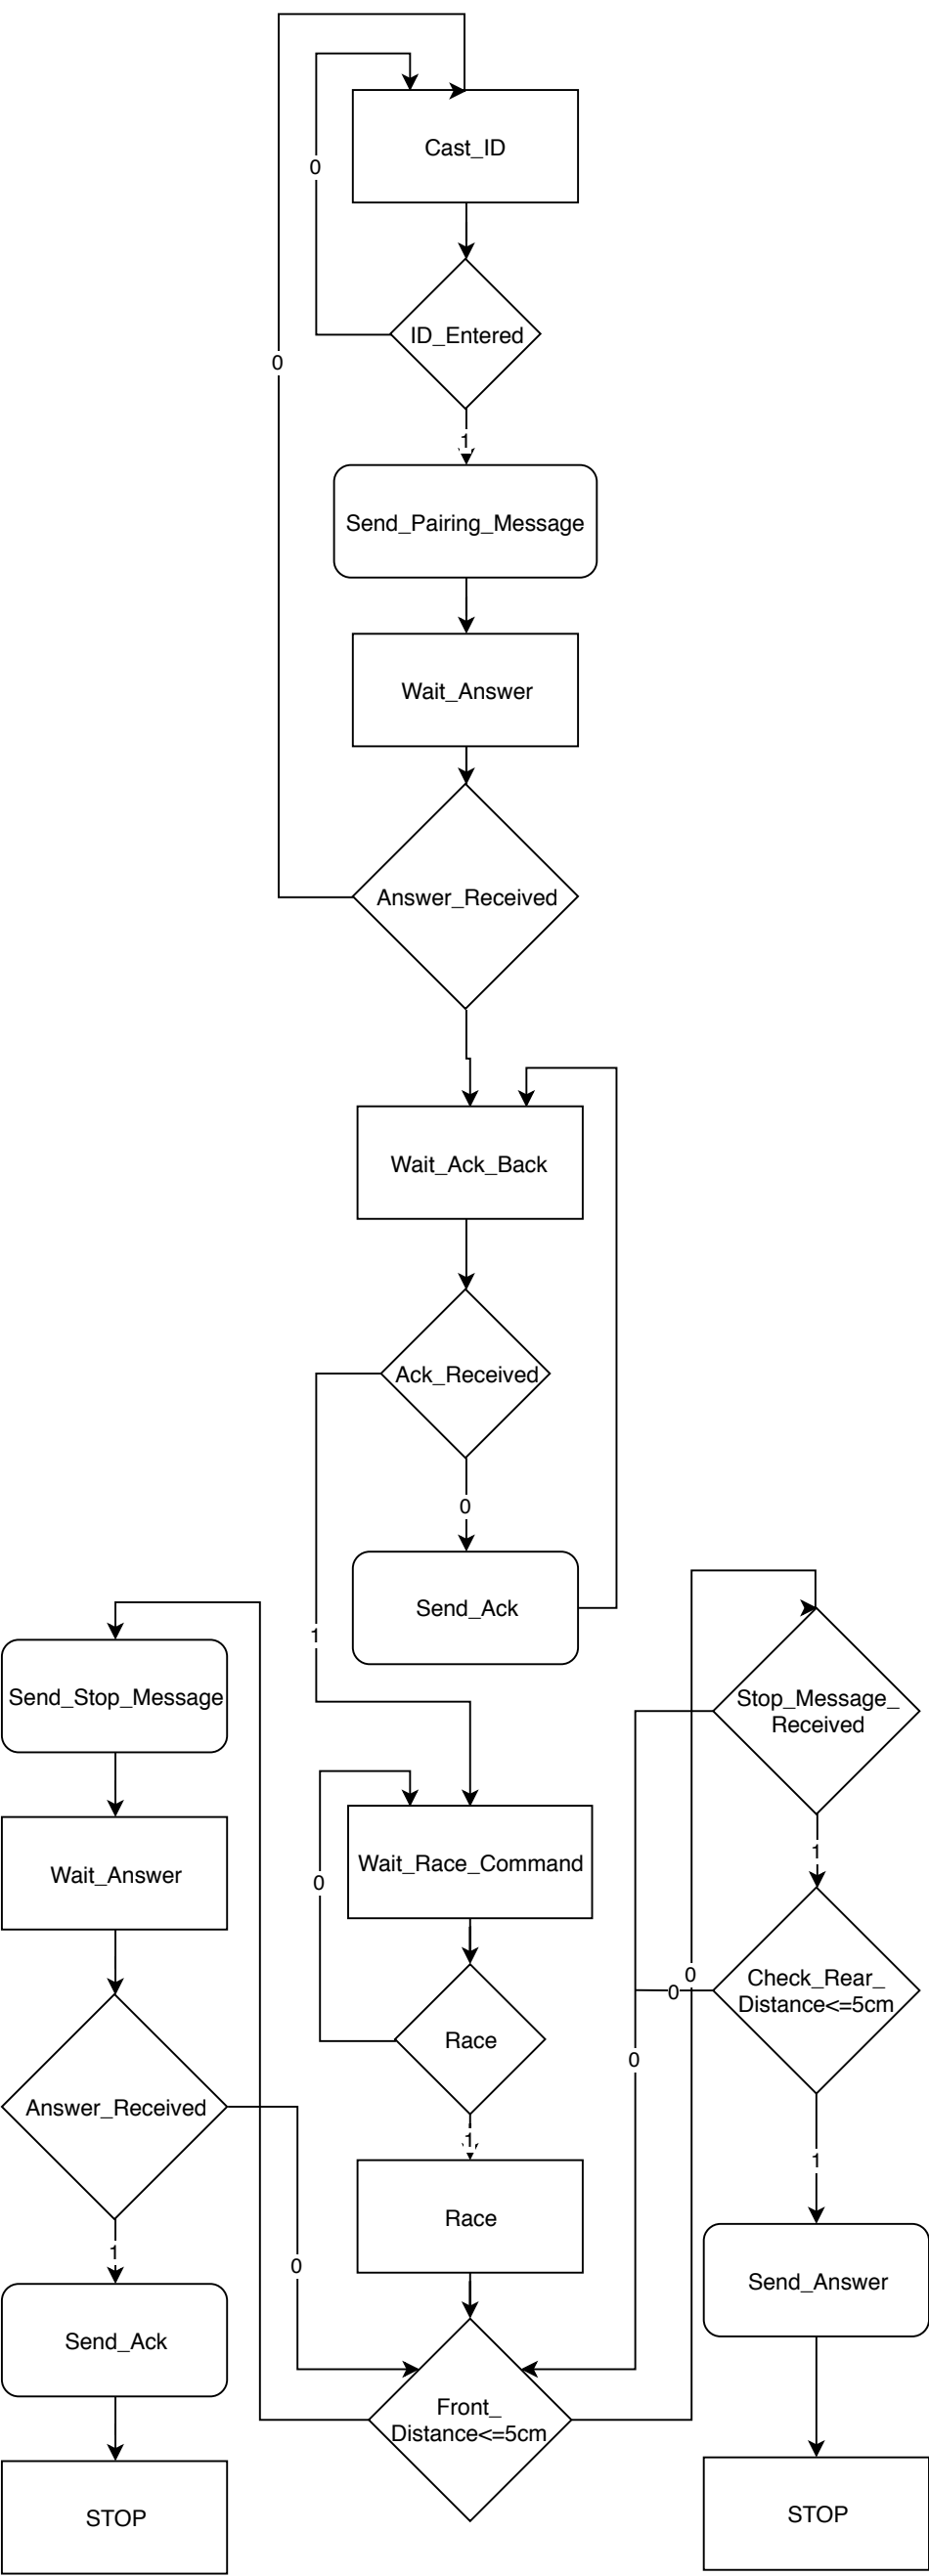 Cast_ID
0
ID_Entered
0
1
Send_Pairing_Message
Wait_Answer
Answer_Received
Wait_Ack_Back
Ack_Received
0
Send_Ack
1
Send_Stop_Message
Stop_Message_
Received
Wait_Answer
Wait_Race_Command
0
1
Check_Rear_
Distance<=5cm
0
0
Race
0
Answer_Received
1
1
Race
1
0
Send_Answer
Send_Ack
Front_
Distance<=5cm
STOP
STOP